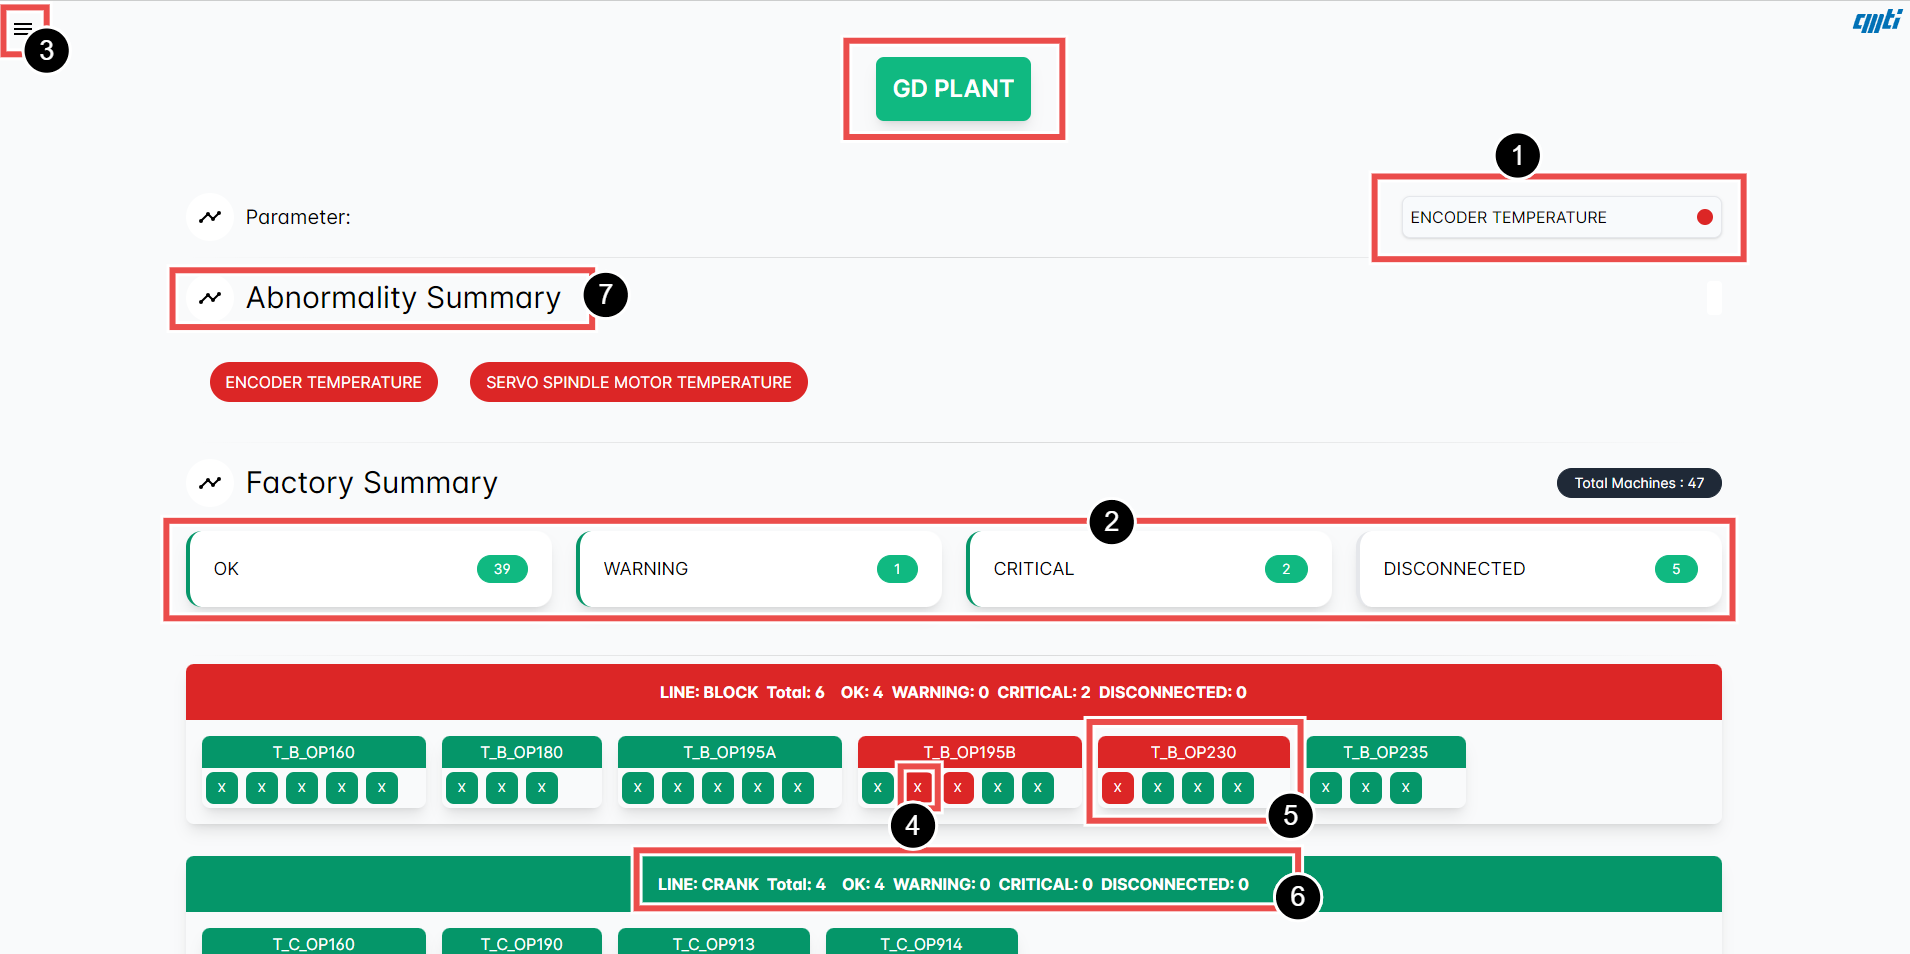 3
cmti
GD PLANT
1
Parameter:
ENCODER TEMPERATURE
Abnormality Summary
7
ENCODER TEMPERATURE
SERVO SPINDLE MOTOR TEMPERATURE
Factory Summary
Total Machines : 47
2
OK 39
WARNING 1
CRITICAL 2
DISCONNECTED 5
LINE: BLOCK Total: 6 OK: 4 WARNING: 0 CRITICAL: 2 DISCONNECTED: 0
T_B_OP160
x x x x x
T_B_OP180
x x x
T_B_OP195A
x x x x x
T_B_OP195B
x x x x x
4
T_B_OP230
x x x x
5
T_B_OP235
x x x
LINE: CRANK Total: 4 OK: 4 WARNING: 0 CRITICAL: 0 DISCONNECTED: 0
6
T_C_OP160
T_C_OP190
T_C_OP913
T_C_OP914